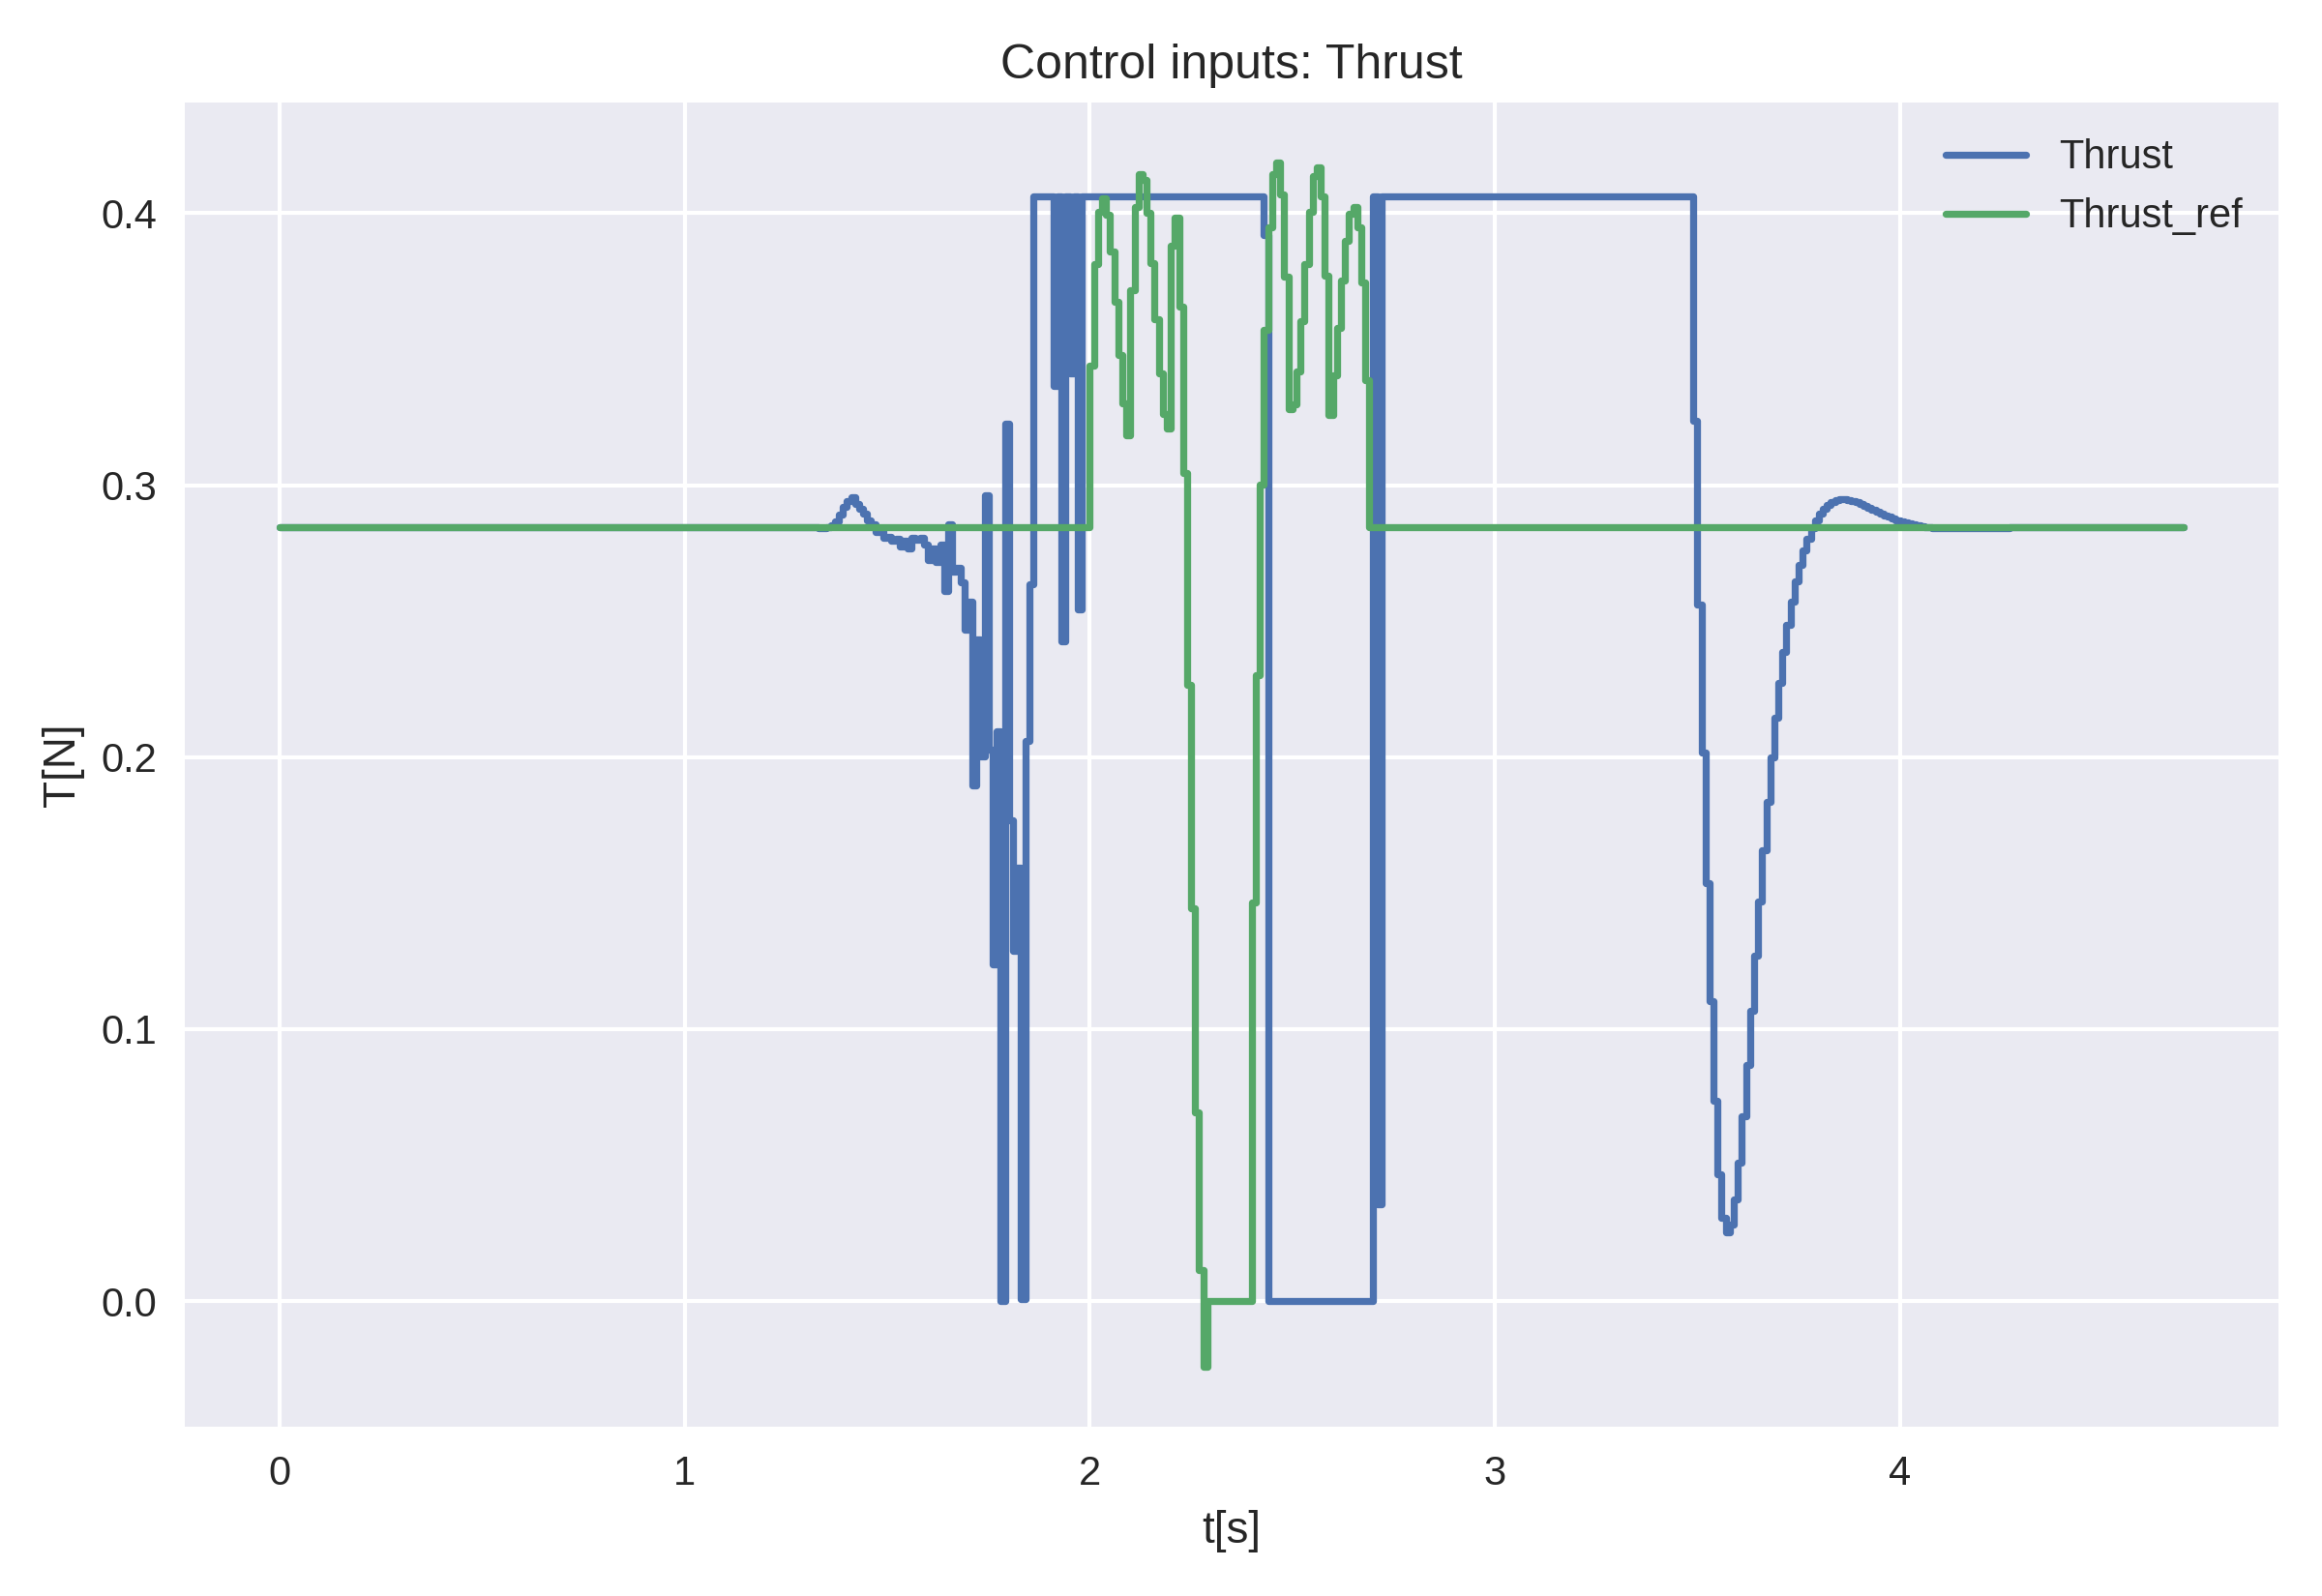 Control inputs: Thrust
Thrust
Thrust_ref
T[N]
0.4
0.3
0.2
0.1
0.0
0 1 2 3 4
t[s]